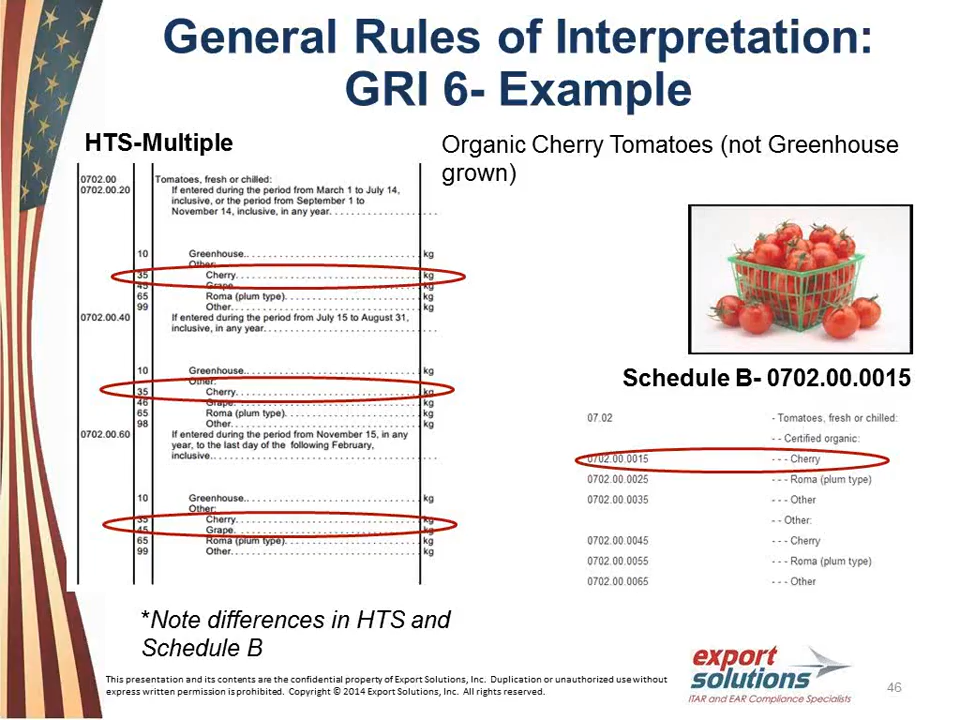 General Rules of Interpretation:
GRI 6- Example
HTS-Multiple
0702.00 Tomatoes, fresh or chilled:
0702.00.20 If entered during the period from March 1 to July 14,
inclusive, or the period from September 1 to
November 14, inclusive, in any year. . . . . . . . . . . . . . . . . . . .
10 Greenhouse. . . . . . . . . . . . . . . . . . . . kg
Other:
35 Cherry. . . . . . . . . . . . . . . . . . . . kg
45 Grape. . . . . . . . . . . . . . . . . . . . kg
65 Roma (plum type). . . . . . . . . . . . . . . . . . . . kg
99 Other. . . . . . . . . . . . . . . . . . . . kg
0702.00.40 If entered during the period from July 15 to August 31,
inclusive, in any year. . . . . . . . . . . . . . . . . . . .
10 Greenhouse. . . . . . . . . . . . . . . . . . . . kg
Other:
35 Cherry. . . . . . . . . . . . . . . . . . . . kg
46 Grape. . . . . . . . . . . . . . . . . . . . kg
65 Roma (plum type). . . . . . . . . . . . . . . . . . . . kg
98 Other. . . . . . . . . . . . . . . . . . . . kg
0702.00.60 If entered during the period from November 15, in any
year, to the last day of the following February,
inclusive. . . . . . . . . . . . . . . . . . . .
10 Greenhouse. . . . . . . . . . . . . . . . . . . . kg
Other:
35 Cherry. . . . . . . . . . . . . . . . . . . . kg
45 Grape. . . . . . . . . . . . . . . . . . . . kg
65 Roma (plum type). . . . . . . . . . . . . . . . . . . . kg
99 Other. . . . . . . . . . . . . . . . . . . . kg
*Note differences in HTS and
Schedule B
Organic Cherry Tomatoes (not Greenhouse
grown)
Schedule B- 0702.00.0015
07.02 - Tomatoes, fresh or chilled:
- - Certified organic:
0702.00.0015 - - - Cherry
0702.00.0025 - - - Roma (plum type)
0702.00.0035 - - - Other
- - Other:
0702.00.0045 - - - Cherry
0702.00.0055 - - - Roma (plum type)
0702.00.0065 - - - Other
This presentation and its contents are the confidential property of Export Solutions, Inc. Duplication or unauthorized use without
express written permission is prohibited. Copyright © 2014 Export Solutions, Inc. All rights reserved.
export
solutions
ITAR and EAR Compliance Specialists
46